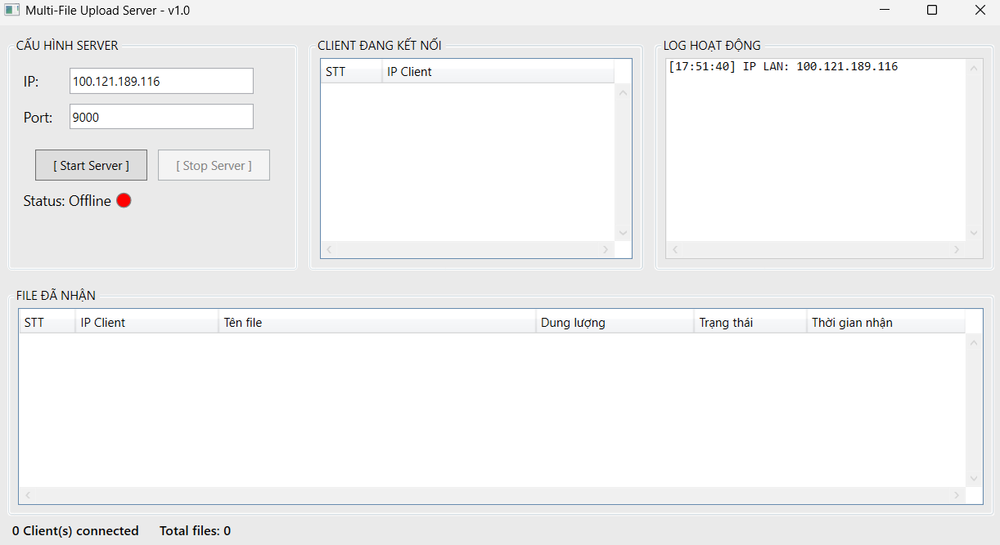 Multi-File Upload Server - v1.0
CẤU HÌNH SERVER
IP:
100.121.189.116
Port:
9000
[ Start Server ]
[ Stop Server ]
Status: Offline
CLIENT ĐANG KẾT NỐI
STT
IP Client
LOG HOẠT ĐỘNG
[17:51:40] IP LAN: 100.121.189.116
FILE ĐÃ NHẬN
STT
IP Client
Tên file
Dung lượng
Trạng thái
Thời gian nhận
0 Client(s) connected
Total files: 0